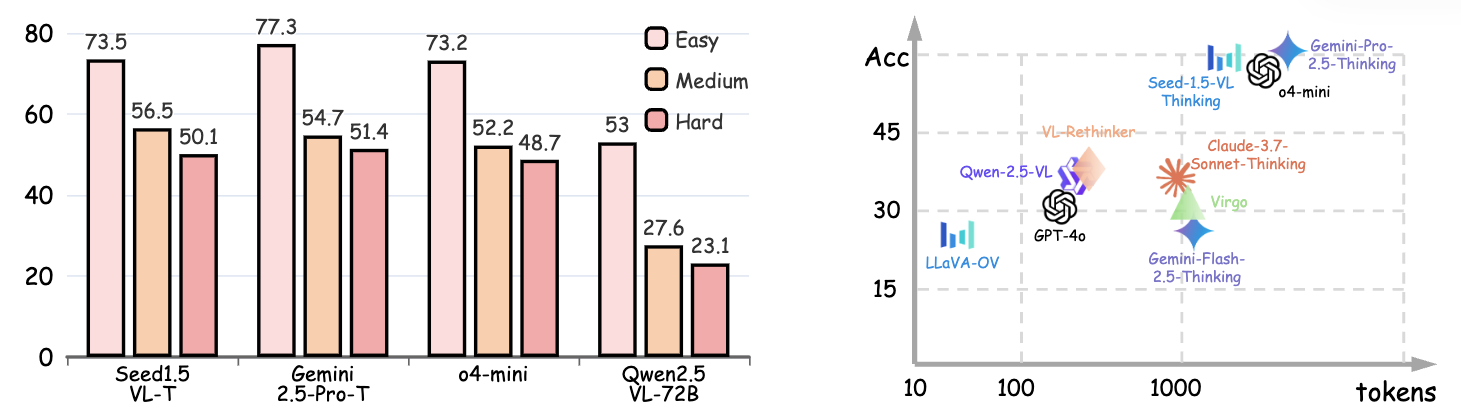 80
60
40
20
0
73.5
56.5
50.1
77.3
54.7
51.4
73.2
52.2
48.7
53
27.6
23.1
Easy
Medium
Hard
Seed1.5
VL-T
Gemini
2.5-Pro-T
o4-mini
Qwen2.5
VL-72B
Acc
45
30
15
10
100
1000
tokens
Seed-1.5-VL
Thinking
o4-mini
Gemini-Pro-
2.5-Thinking
VL-Rethinker
Qwen-2.5-VL
GPT-4o
LLaVA-OV
Claude-3.7-
Sonnet-Thinking
Virgo
Gemini-Flash-
2.5-Thinking